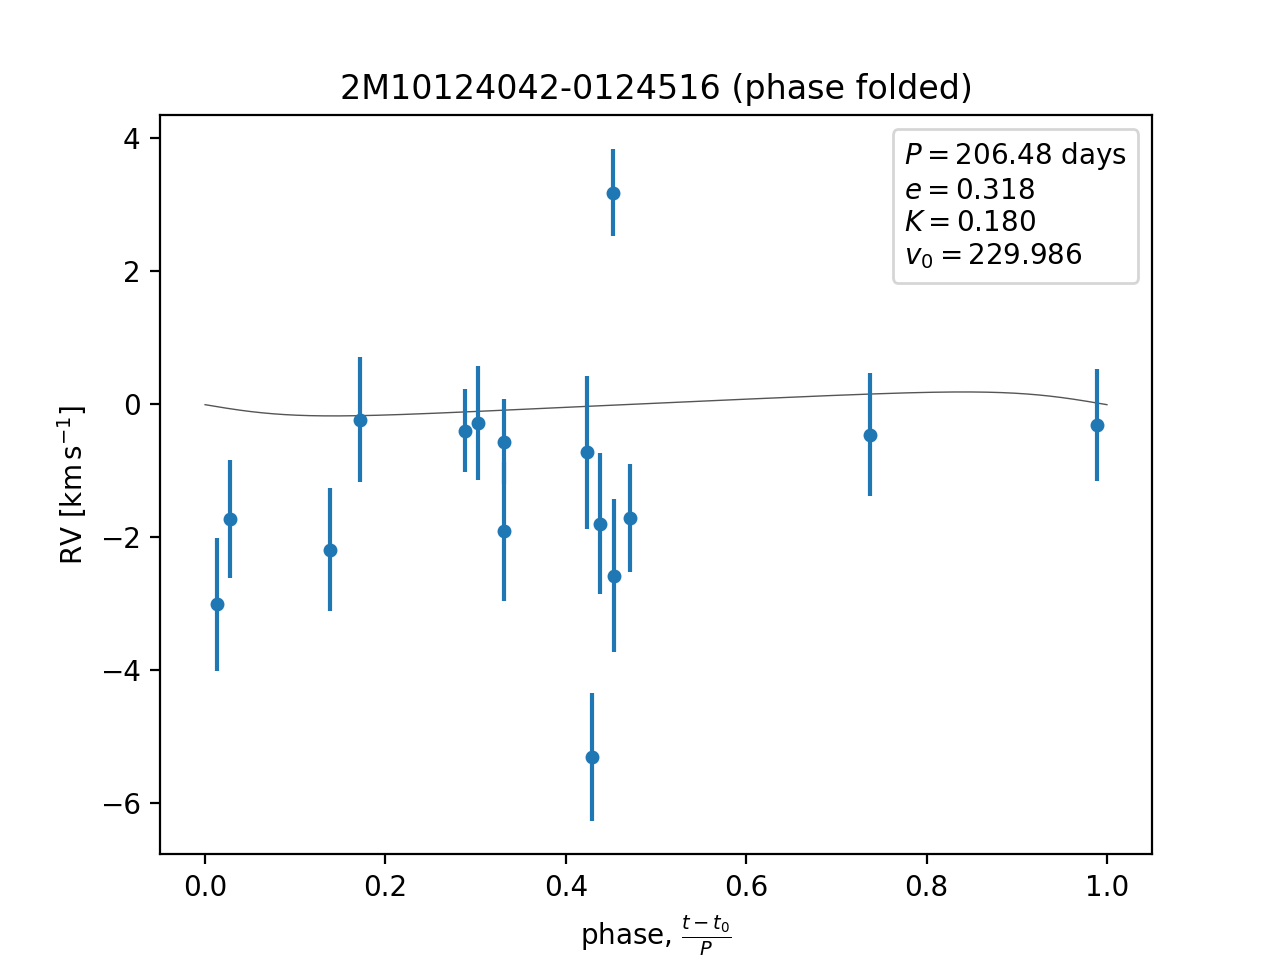 2M10124042-0124516 (phase folded)
P = 206.48 days
e = 0.318
K = 0.180
v₀ = 229.986
4
2
0
−2
−4
−6
RV [km s⁻¹]
0.0 0.2 0.4 0.6 0.8 1.0
phase, (t − t₀)/P